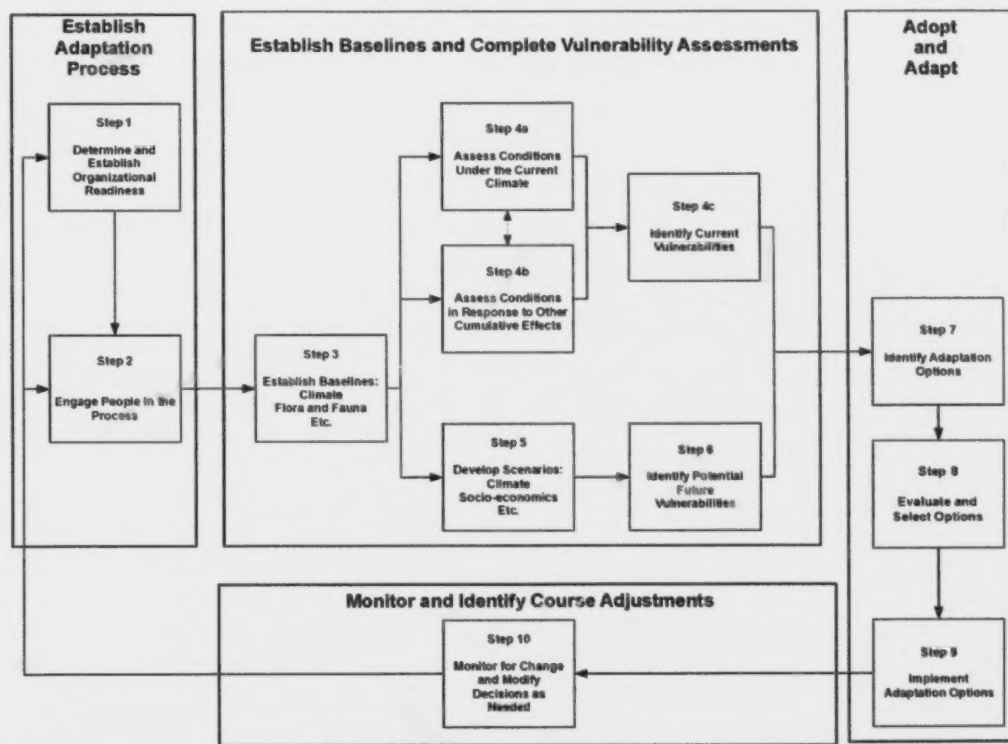 Establish
Adaptation
Process
Step 1
Determine and
Establish
Organizational
Readiness
Step 2
Engage People in the
Process
Establish Baselines and Complete Vulnerability Assessments
Step 3
Establish Baselines:
Climate
Flora and Fauna
Etc.
Step 4a
Assess Conditions
Under the Current
Climate
Step 4b
Assess Conditions
in Response to Other
Cumulative Effects
Step 4c
Identify Current
Vulnerabilities
Step 5
Develop Scenarios:
Climate
Socio-economics
Etc.
Step 6
Identify Potential
Future
Vulnerabilities
Adopt
and
Adapt
Step 7
Identify Adaptation
Options
Step 8
Evaluate and
Select Options
Step 9
Implement
Adaptation Options
Monitor and Identify Course Adjustments
Step 10
Monitor for Change
and Modify
Decisions as
Needed